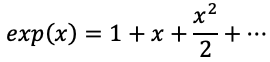 exp(x) = 1 + x + x²/2 + ⋯